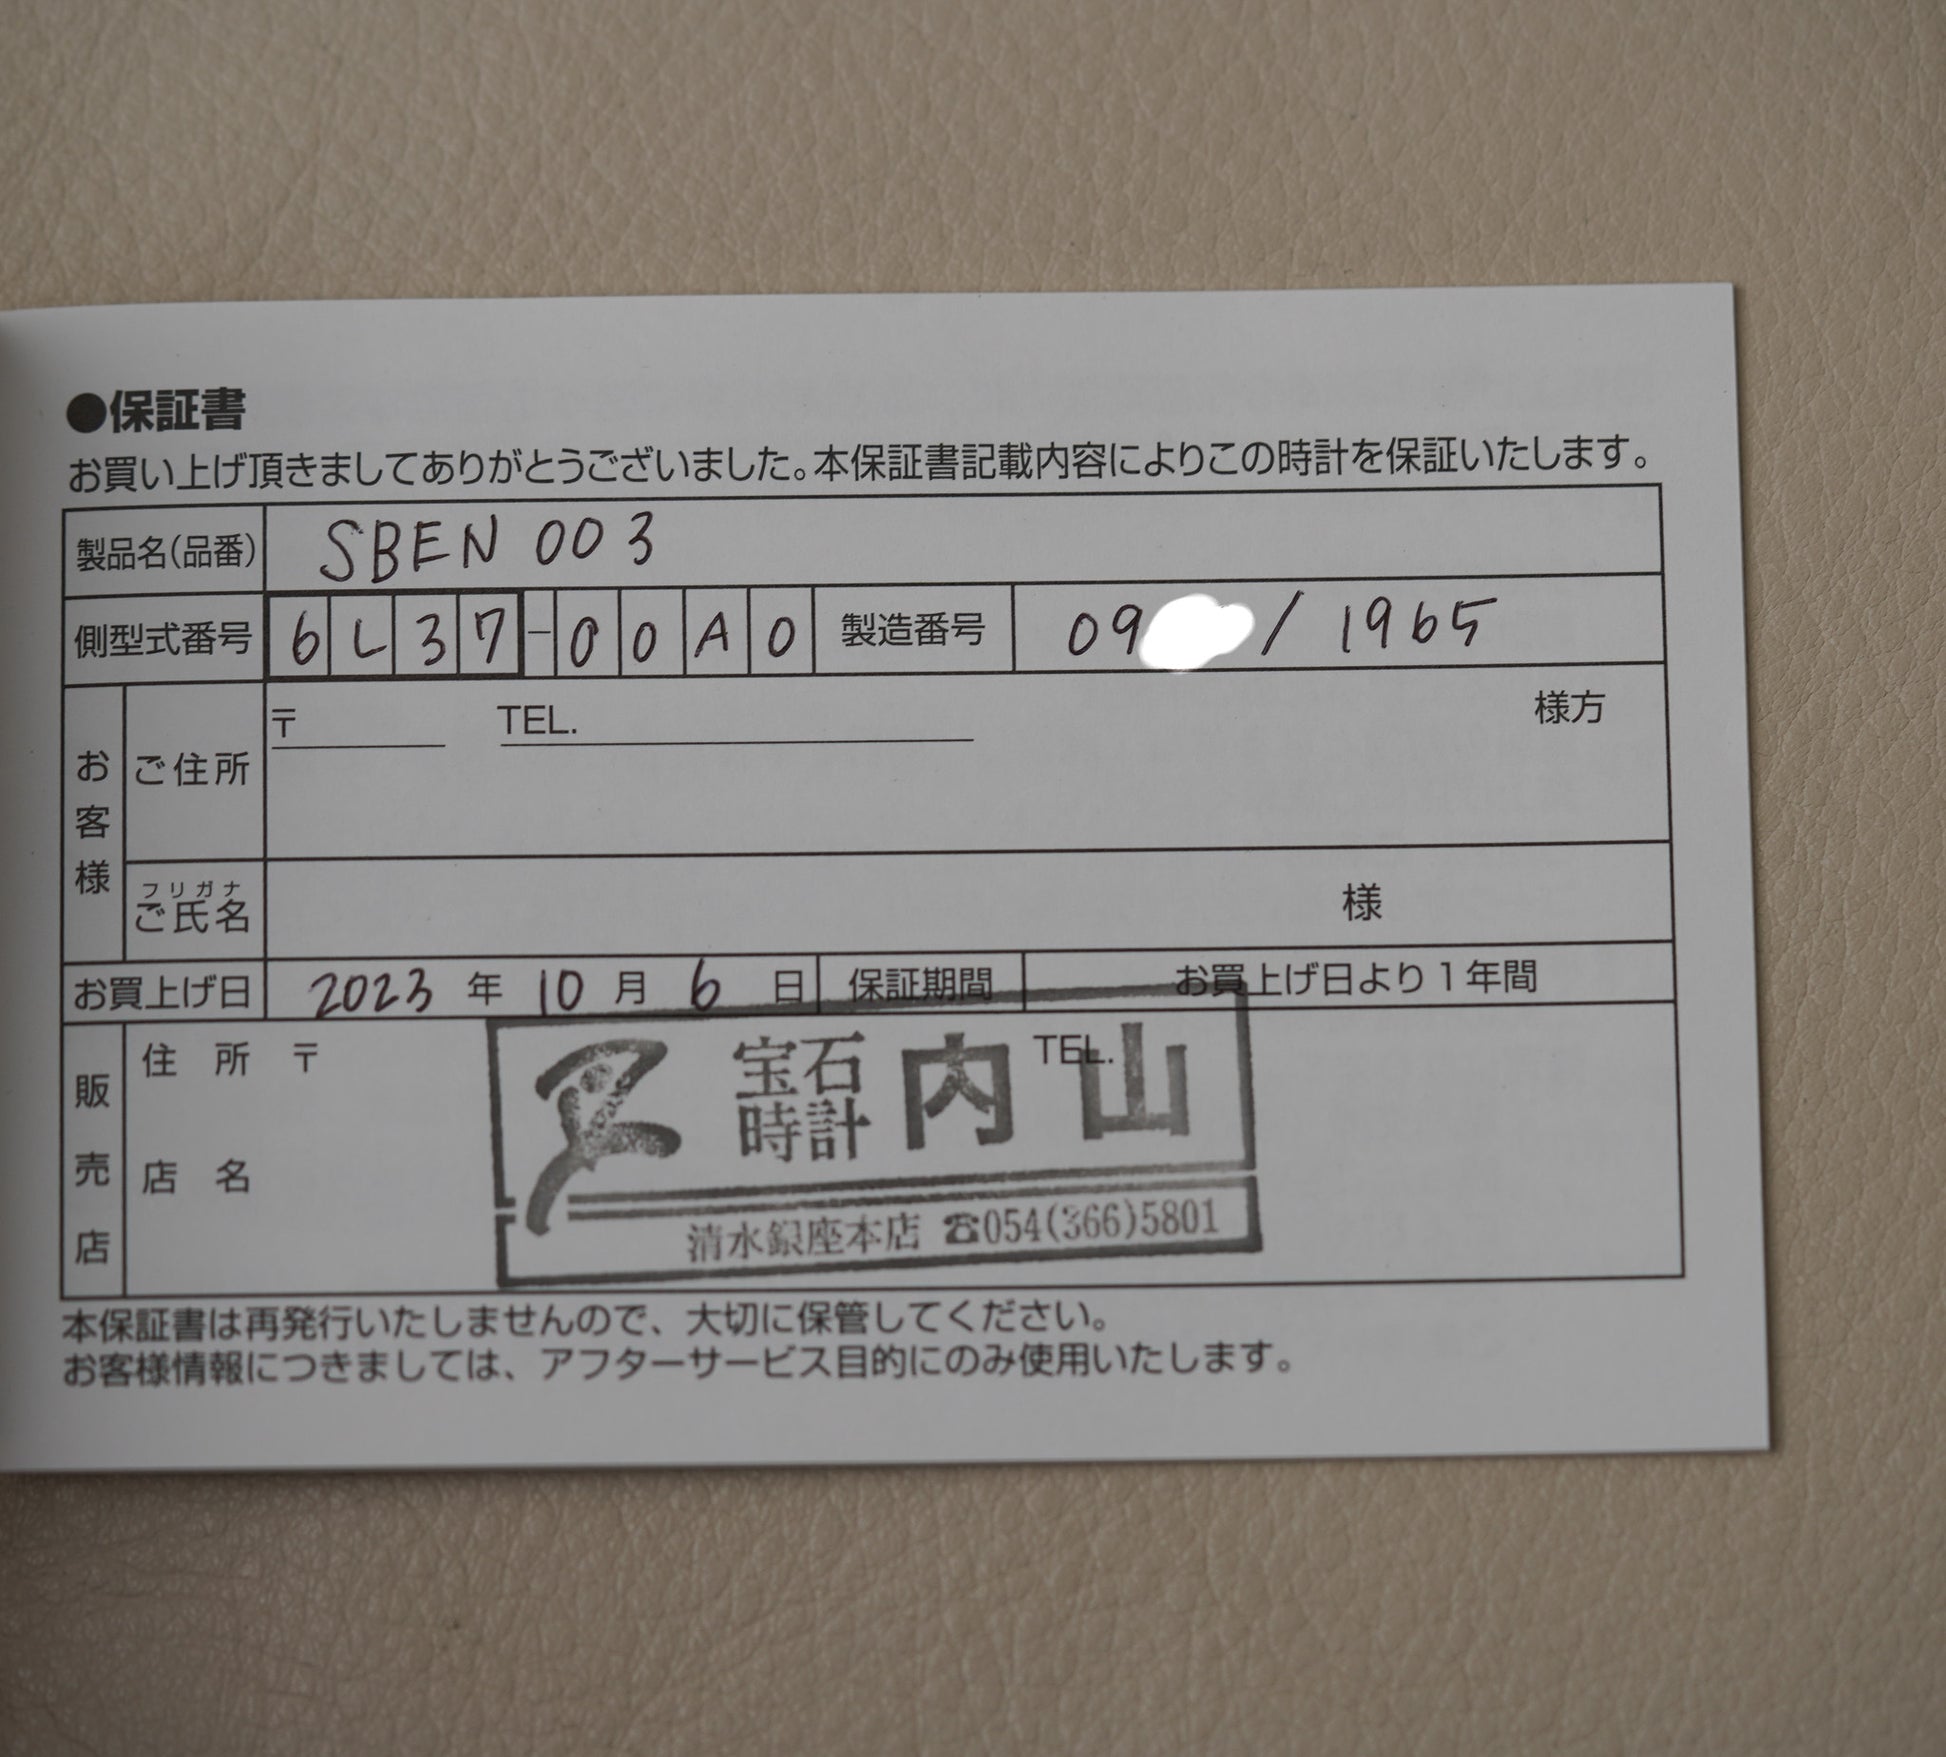 ●保証書
お買い上げ頂きましてありがとうございました。本保証書記載内容によりこの時計を保証いたします。
製品名(品番) SBEN 003
側型式番号 6L37-00A0 製造番号 09 / 1965
お客様
ご住所 〒 TEL. 様方
フリガナ
ご氏名 様
お買上げ日 2023 年 10 月 6 日 保証期間 お買上げ日より1年間
販売店
住所 〒 TEL.
店名
宝石 時計 内山
清水銀座本店 ☎054(366)5801
本保証書は再発行いたしませんので、大切に保管してください。
お客様情報につきましては、アフターサービス目的にのみ使用いたします。